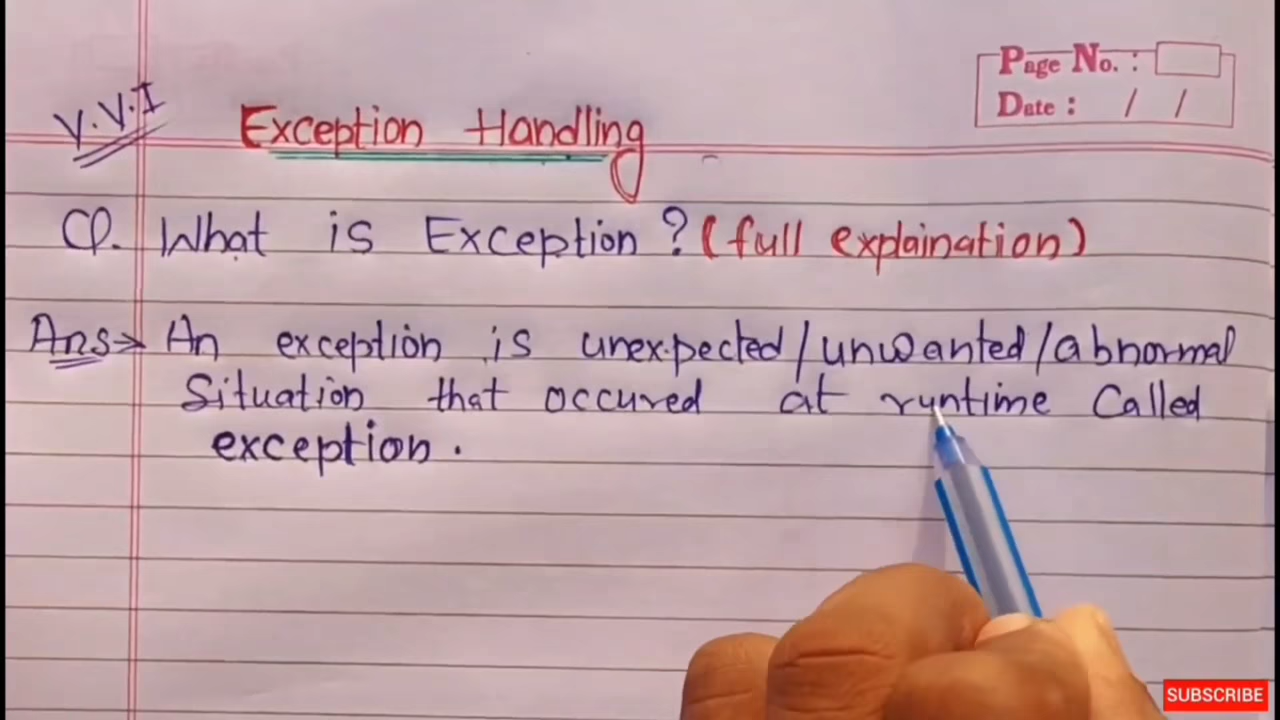 Page No. :
Date : / /
V.V.I
Exception Handling
Q. What is Exception ? (full explaination)
Ans→ An exception is unexpected/unwanted/abnormal
Situation that occured at runtime Called
exception.
SUBSCRIBE